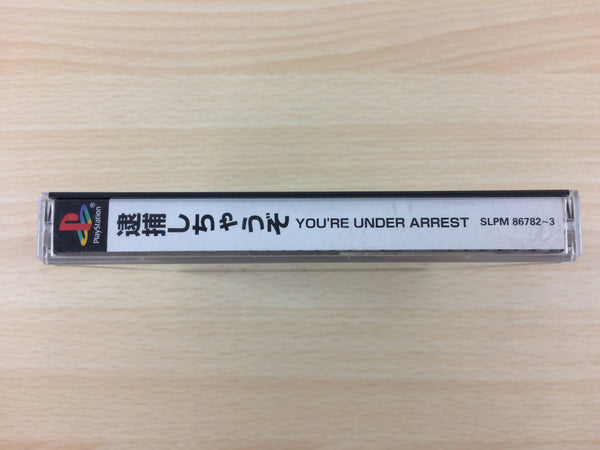 PlayStation®
逮捕しちゃうぞ YOU'RE UNDER ARREST SLPM 86782~3